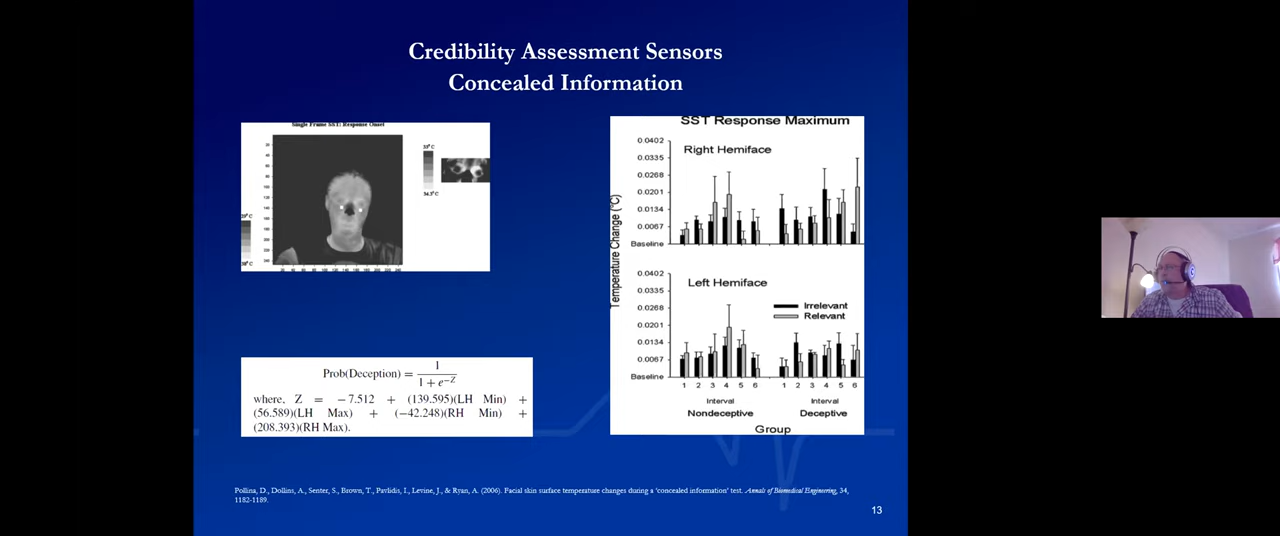 Credibility Assessment Sensors
Concealed Information
Single Frame SST: Response Onset
SST Response Maximum
Right Hemiface
0.0402
0.0335
0.0268
0.0201
0.0134
0.0067
Baseline
Temperature Change (°C)
Left Hemiface
0.0402
0.0335
0.0268
0.0201
0.0134
0.0067
Baseline
Irrelevant
Relevant
1 2 3 4 5 6 1 2 3 4 5 6
Interval Interval
Nondeceptive Deceptive
Group
Prob(Deception) = 1 / 1 + e^−Z
where, Z = −7.512 + (139.595)(LH Min) +
(56.589)(LH Max) + (−42.248)(RH Min) +
(208.393)(RH Max).
Pollina, D., Dollins, A., Senter, S., Brown, T., Pavlidis, I., Levine, J., & Ryan, A. (2006). Facial skin surface temperature changes during a 'concealed information' test. Annals of Biomedical Engineering, 34,
1182-1189.
13